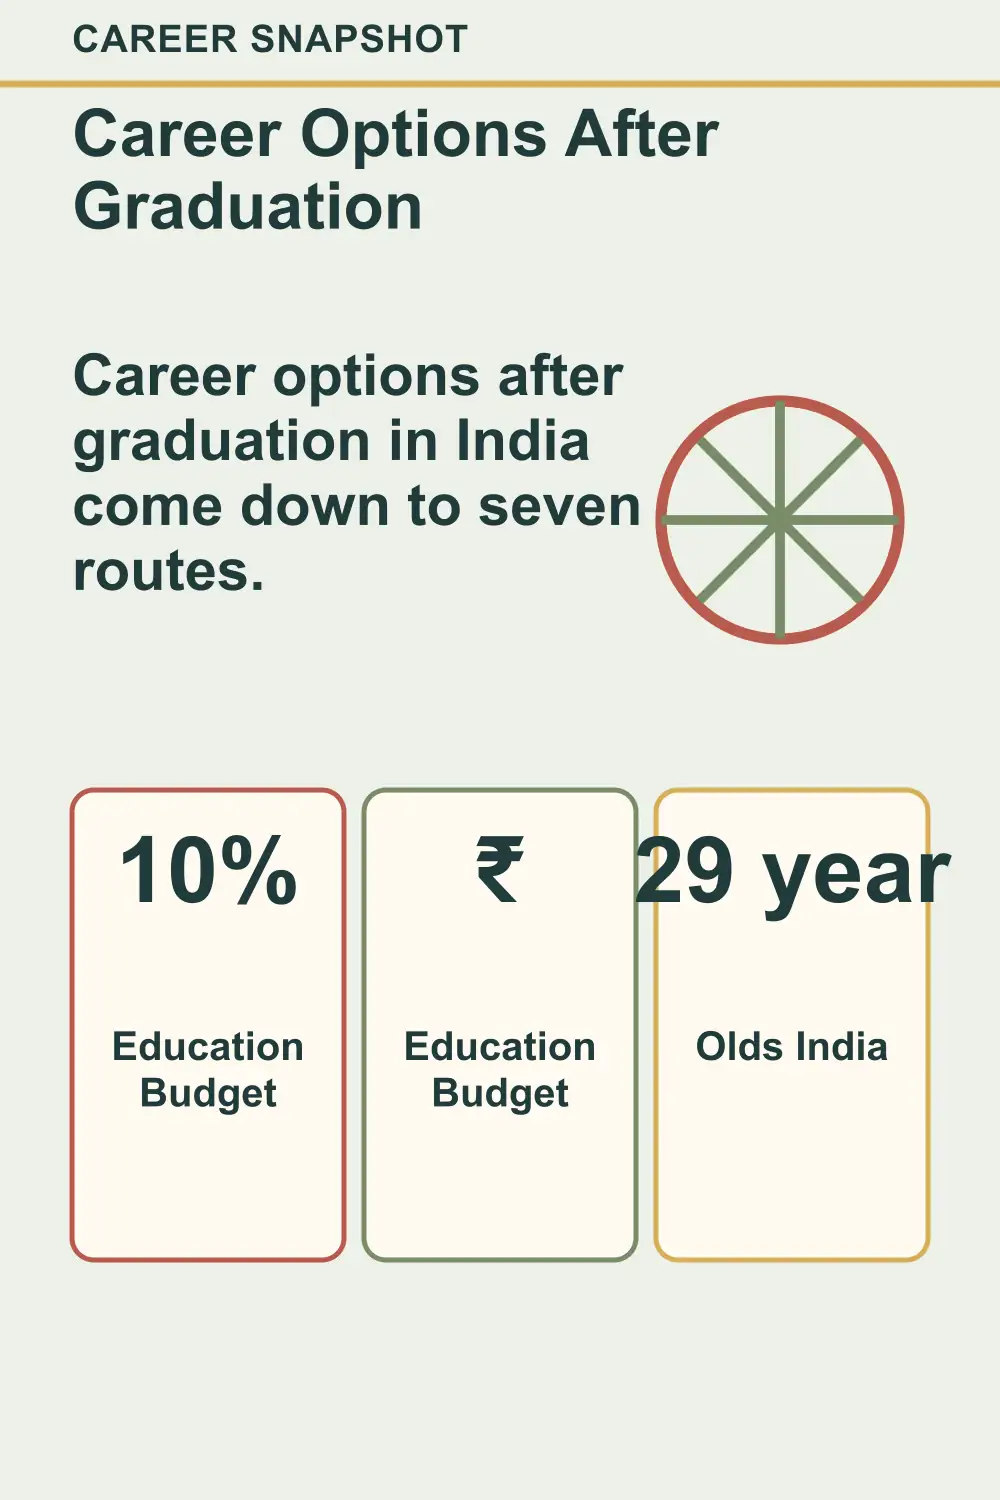 CAREER SNAPSHOT
Career Options After
Graduation
Career options after
graduation in India
come down to seven
routes.
10%
₹
29 year
Education
Budget
Education
Budget
Olds India